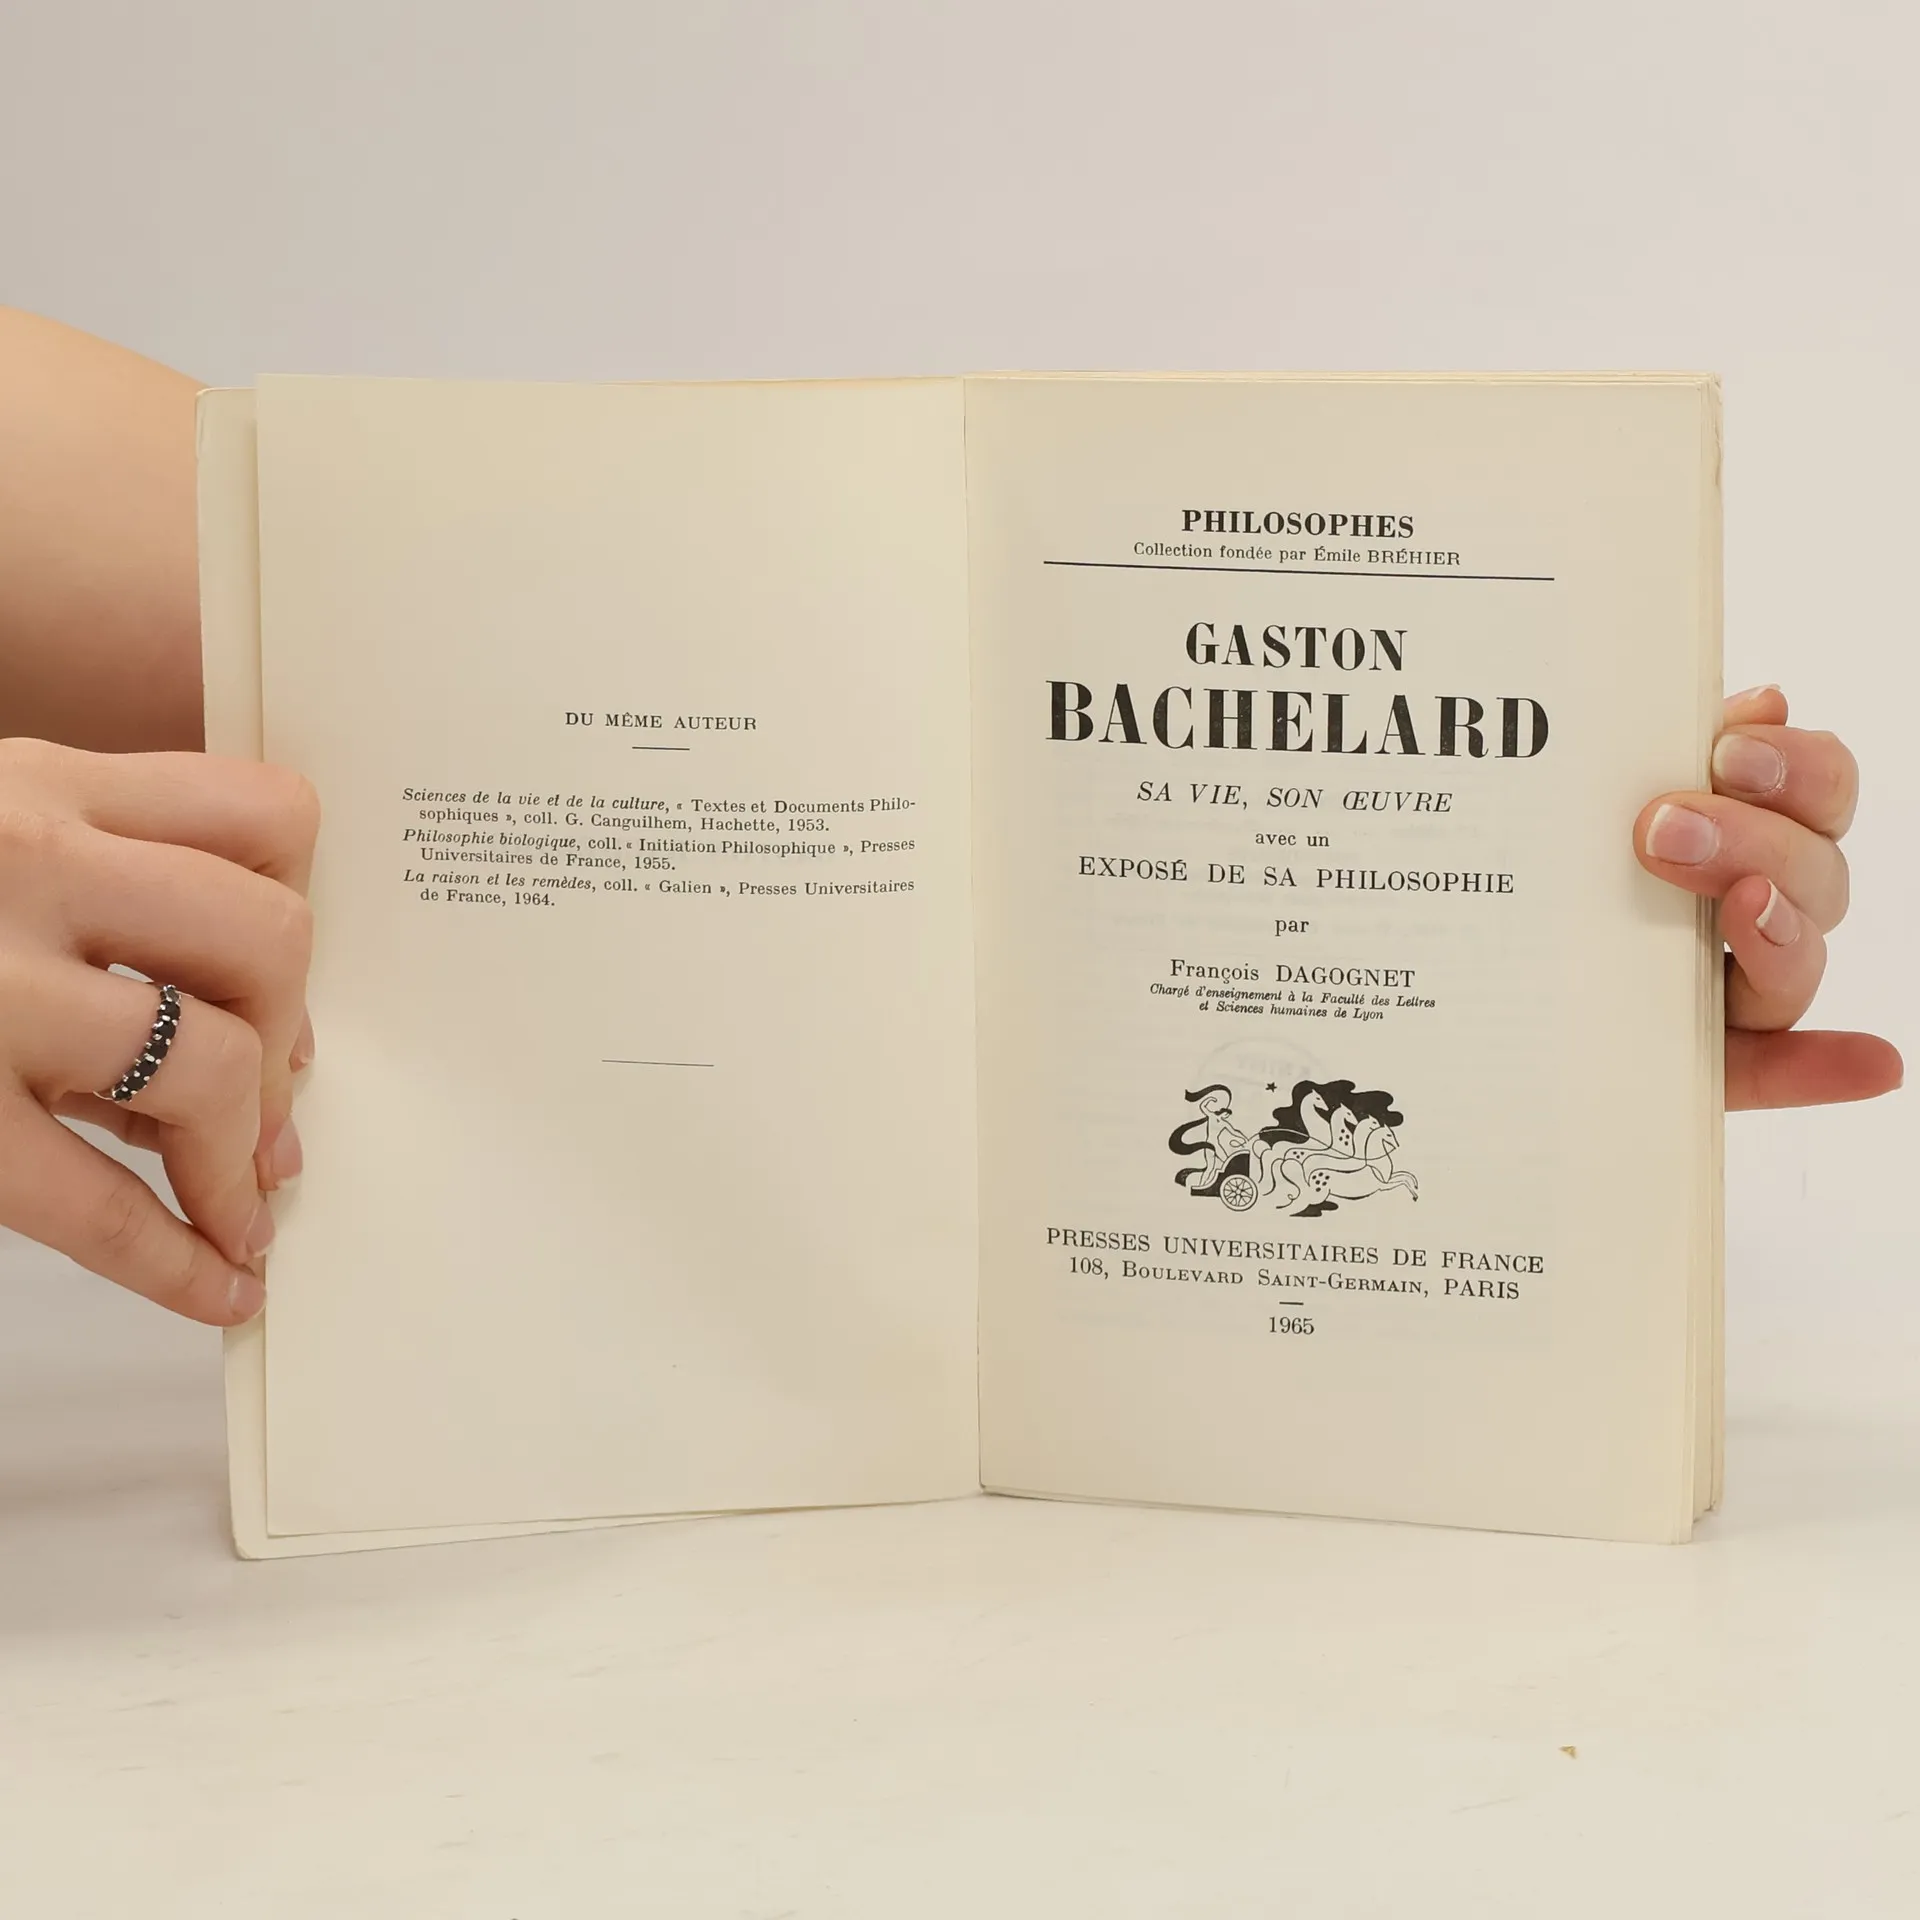 DU MÊME AUTEUR
Sciences de la vie et de la culture, « Textes et Documents Philo-
sophiques », coll. G. Canguilhem, Hachette, 1953.
Philosophie biologique, coll. « Initiation Philosophique », Presses
Universitaires de France, 1955.
La raison et les remèdes, coll. « Galien », Presses Universitaires
de France, 1964.
PHILOSOPHES
Collection fondée par Émile BRÉHIER
GASTON
BACHELARD
SA VIE, SON ŒUVRE
avec un
EXPOSÉ DE SA PHILOSOPHIE
par
François DAGOGNET
Chargé d'enseignement à la Faculté des Lettres
et Sciences humaines de Lyon
PRESSES UNIVERSITAIRES DE FRANCE
108, BOULEVARD SAINT-GERMAIN, PARIS
1965